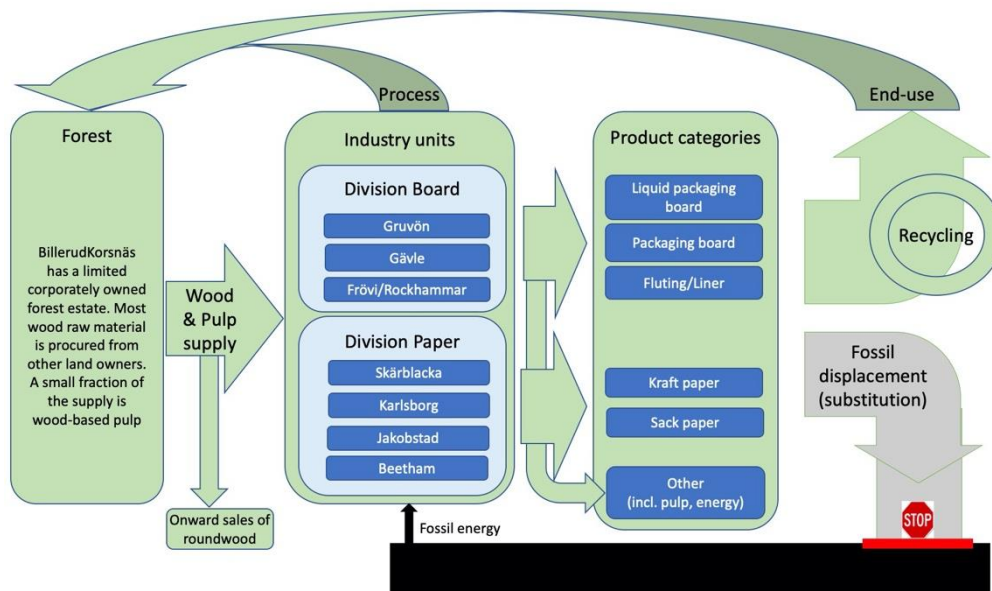 Process
End-use
Forest
BillerudKorsnäs
has a limited
corporately owned
forest estate. Most
wood raw material
is procured from
other land owners.
A small fraction of
the supply is
wood-based pulp
Wood
& Pulp
supply
Onward sales of
roundwood
Industry units
Division Board
Gruvön
Gävle
Frövi/Rockhammar
Division Paper
Skärblacka
Karlsborg
Jakobstad
Beetham
Fossil energy
Product categories
Liquid packaging
board
Packaging board
Fluting/Liner
Kraft paper
Sack paper
Other
(incl. pulp, energy)
Recycling
Fossil
displacement
(substitution)
STOP